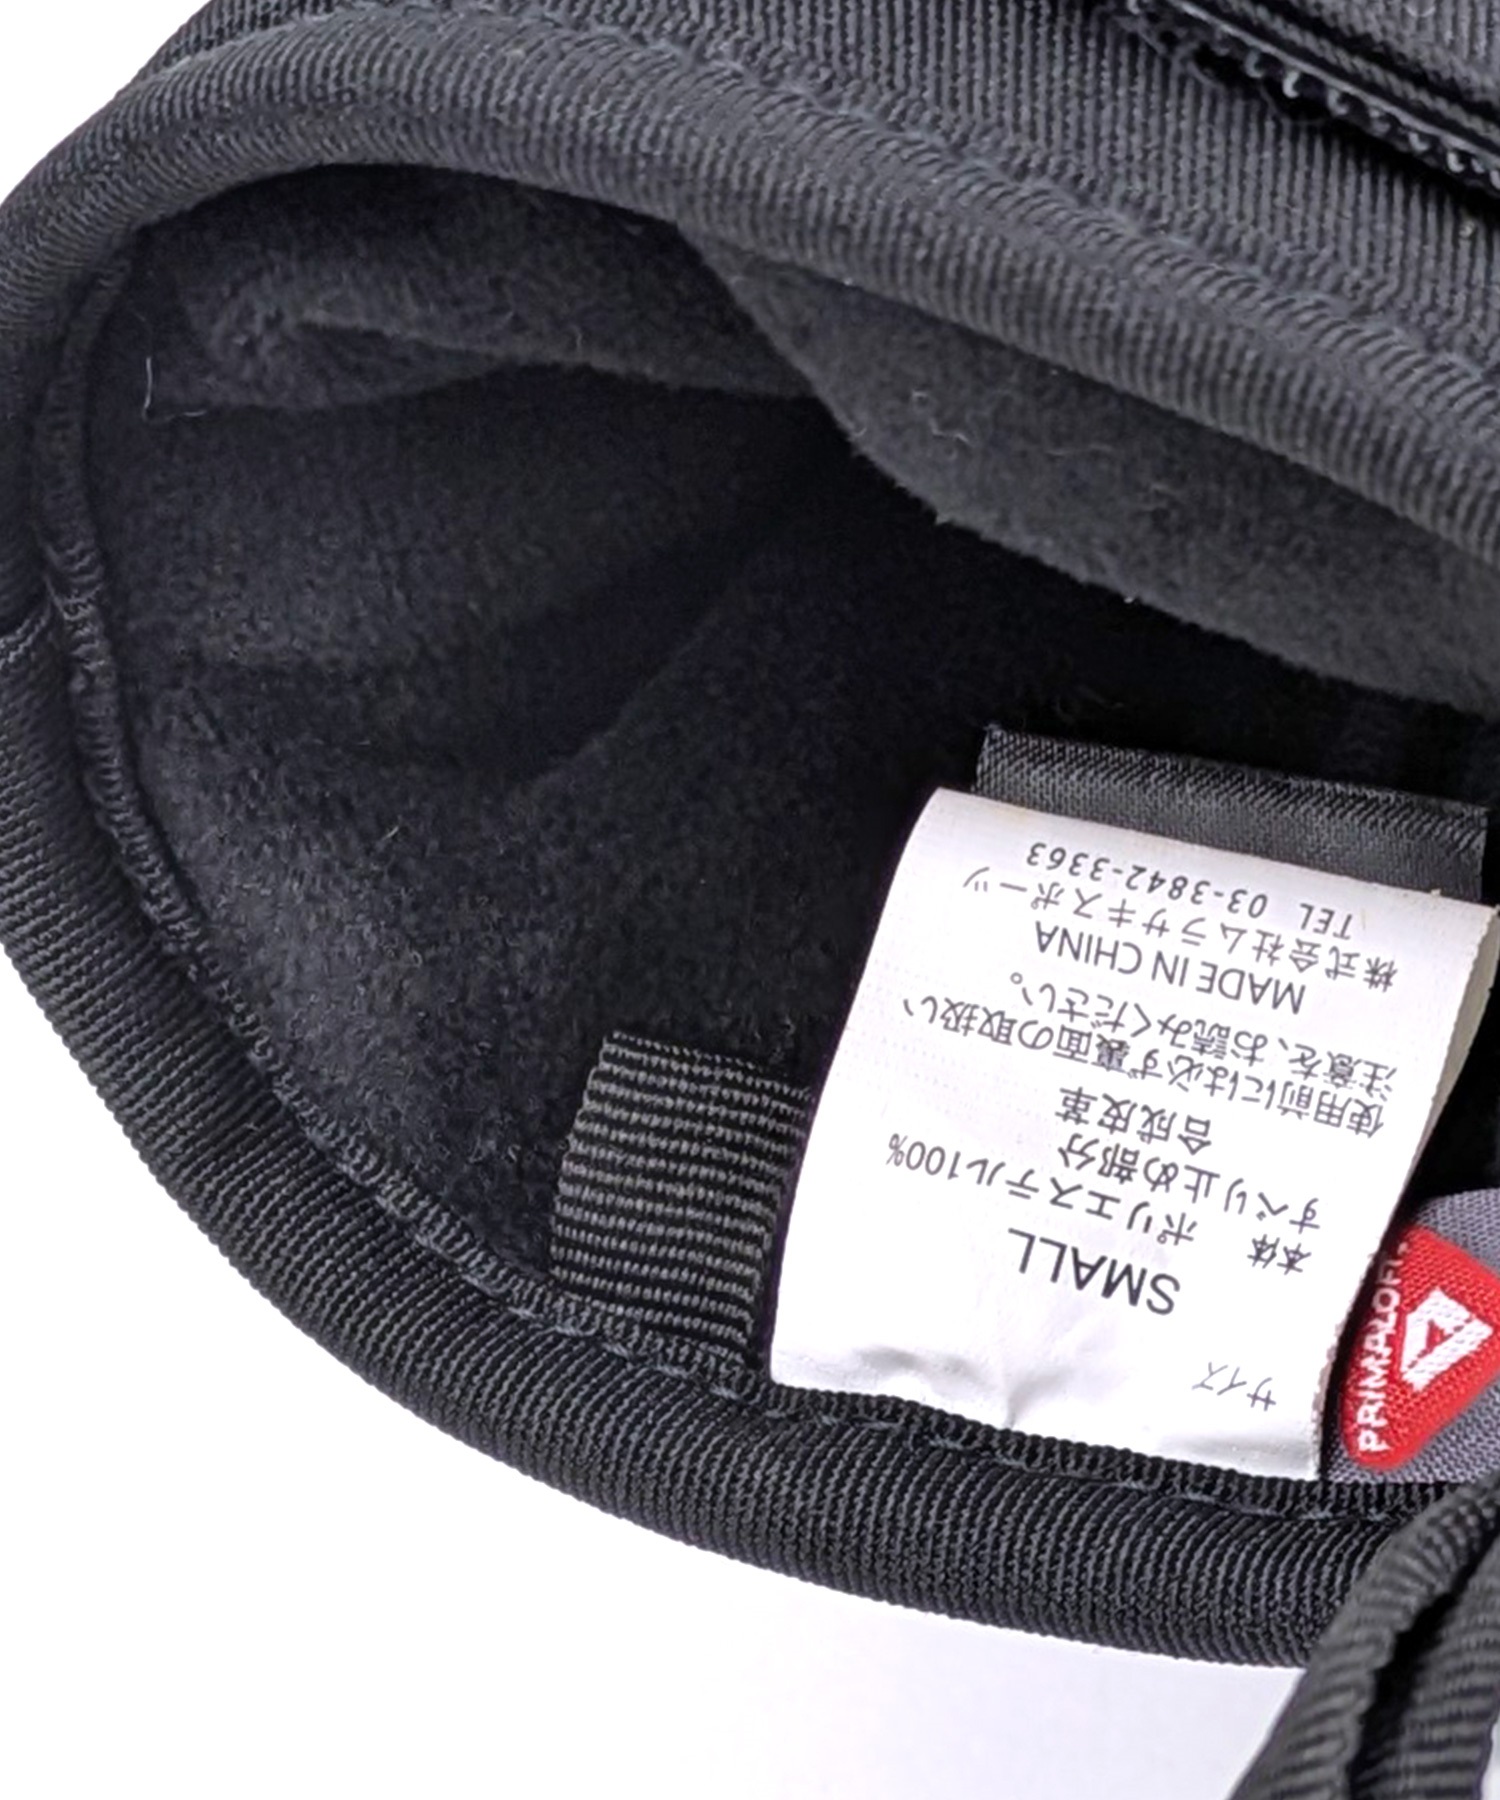 サイズ
SMALL
本体 ポリエステル100%
すべり止め部分
合成皮革
使用前には必ず裏面の取扱い
注意を、お読みください。
MADE IN CHINA
株式会社ムラサキスポーツ
TEL 03-3842-3363
PRIMALOFT